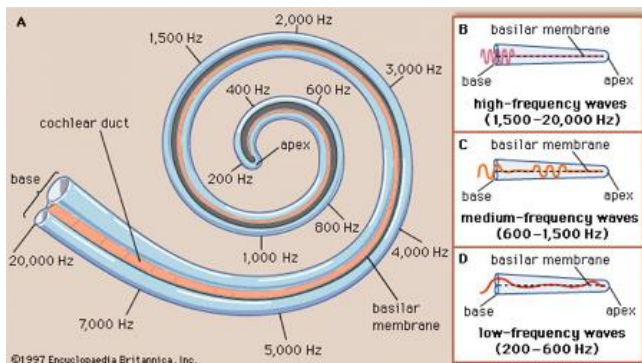 A
2,000 Hz
1,500 Hz
3,000 Hz
400 Hz
600 Hz
cochlear duct
apex
200 Hz
base
800 Hz
1,000 Hz
4,000 Hz
20,000 Hz
basilar
membrane
7,000 Hz
5,000 Hz
©1997 Encyclopaedia Britannica, Inc.
B
basilar membrane
base
apex
high-frequency waves
(1,500–20,000 Hz)
C
basilar membrane
base
apex
medium-frequency waves
(600–1,500 Hz)
D
basilar membrane
base
apex
low-frequency waves
(200–600 Hz)